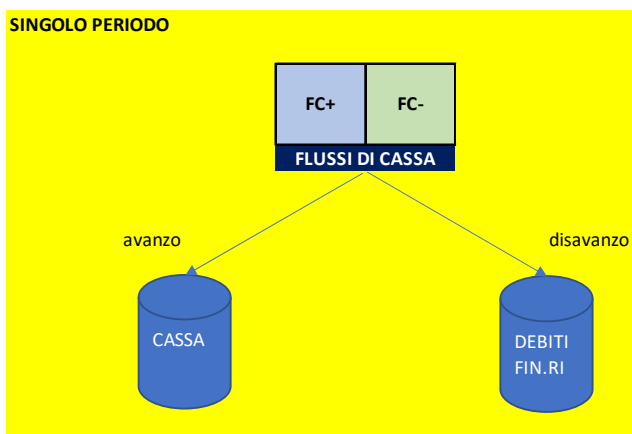 SINGOLO PERIODO
FC+ FC-
FLUSSI DI CASSA
avanzo disavanzo
CASSA DEBITI
FIN.RI